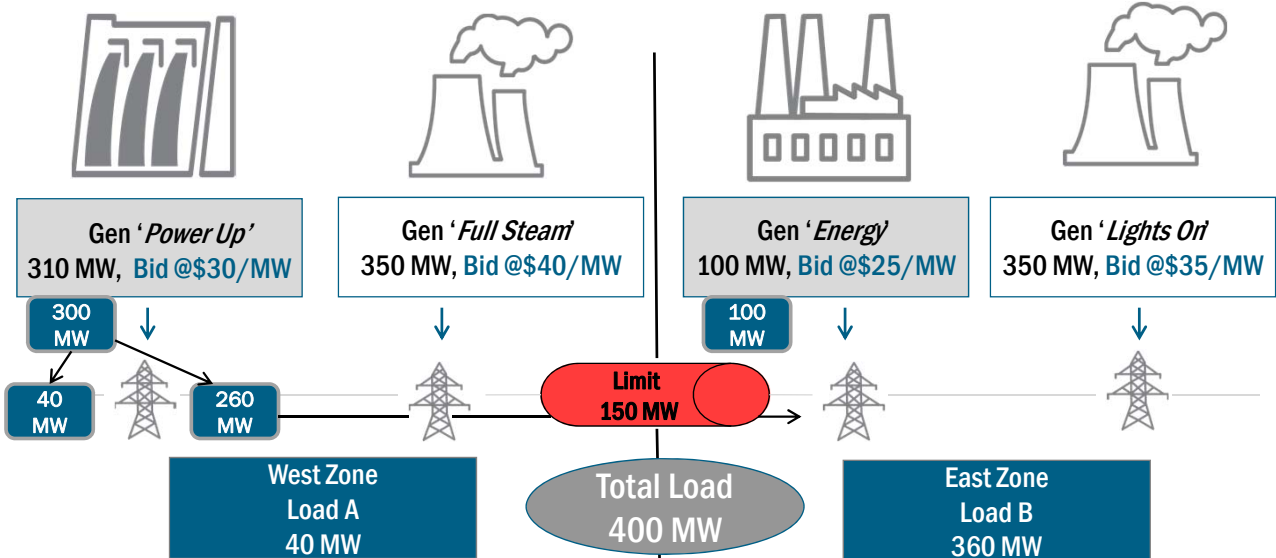 Gen 'Power Up'
310 MW, Bid @$30/MW
Gen 'Full Steam'
350 MW, Bid @$40/MW
Gen 'Energy'
100 MW, Bid @$25/MW
Gen 'Lights On'
350 MW, Bid @$35/MW
300
MW
100
MW
40
MW
260
MW
Limit
150 MW
West Zone
Load A
40 MW
Total Load
400 MW
East Zone
Load B
360 MW